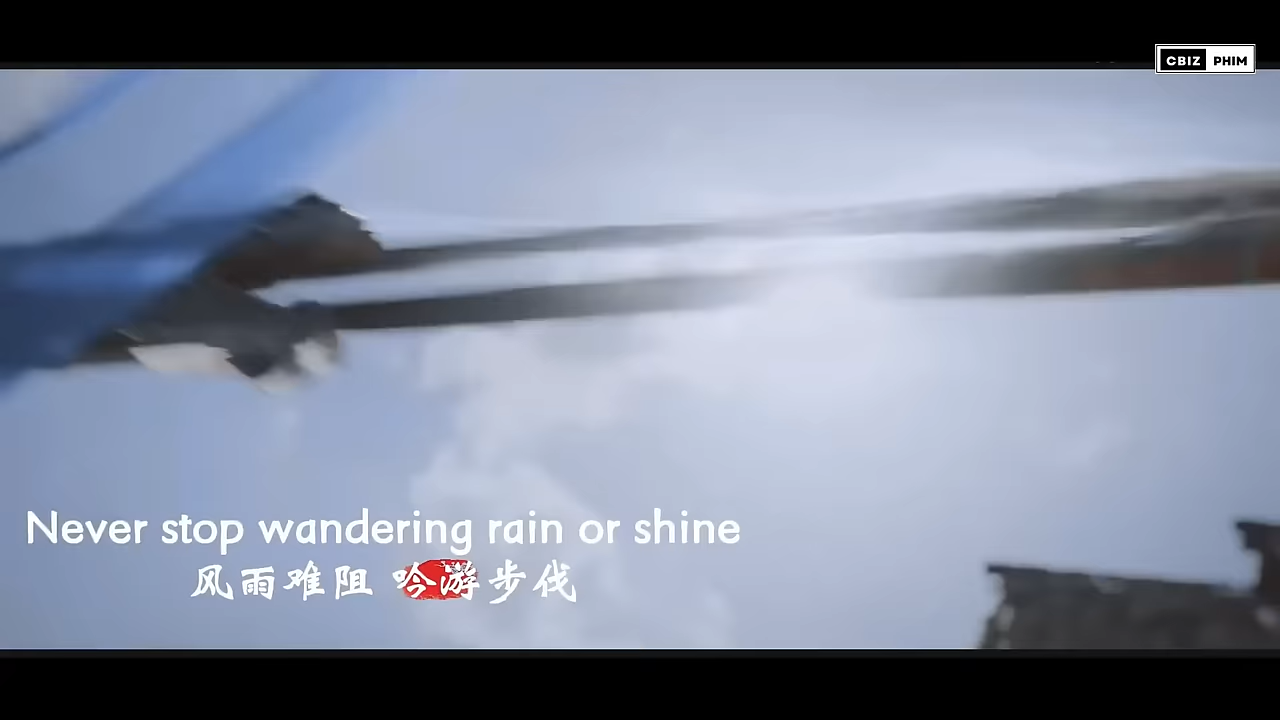 CBIZ PHIM
Never stop wandering rain or shine
风雨难阻 吟游步伐